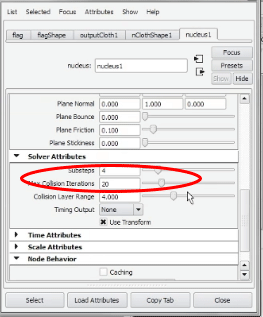 List Selected Focus Attributes Show Help
flag flagShape outputCloth1 nClothShape1 nucleus1
nucleus: nucleus1
Focus
Presets
Show Hide
Plane Normal 0.000 1.000 0.000
Plane Bounce 0.000
Plane Friction 0.100
Plane Stickiness 0.000
Solver Attributes
Substeps 4
Max Collision Iterations 20
Collision Layer Range 4.000
Timing Output None
Use Transform
Time Attributes
Scale Attributes
Node Behavior
Caching
Select Load Attributes Copy Tab Close